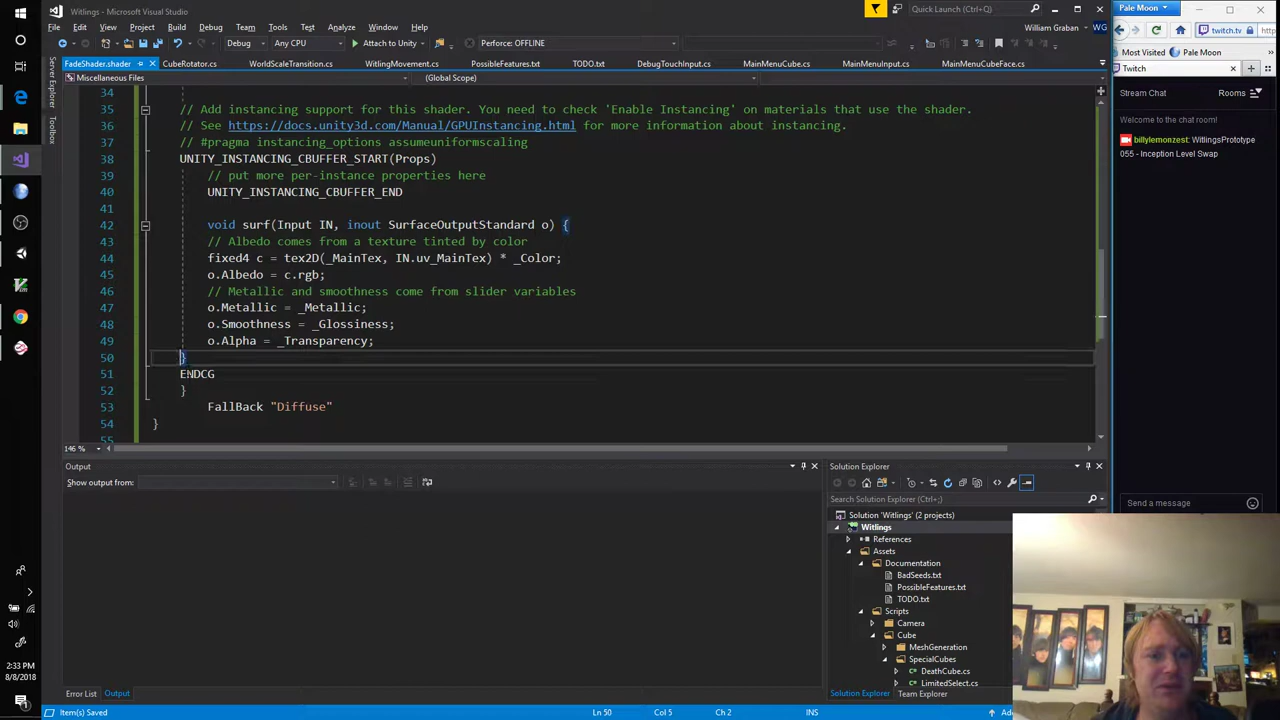 Witlings - Microsoft Visual Studio
Quick Launch (Ctrl+Q)
Pale Moon
File Edit View Project Build Debug Team Tools Test Analyze Window Help
William Graban WG
twitch.tv
Debug Any CPU Attach to Unity Perforce: OFFLINE
Most Visited Pale Moon
FadeShader.shader CubeRotator.cs WorldScaleTransition.cs WitlingMovement.cs PossibleFeatures.txt TODO.txt DebugTouchInput.cs MainMenuCube.cs MainMenuInput.cs MainMenuCubeFace.cs
Twitch
Miscellaneous Files (Global Scope)
Stream Chat Rooms
Welcome to the chat room!
billylemonzest: WitlingsPrototype
055 - Inception Level Swap
Server Explorer
Toolbox
34
35 // Add instancing support for this shader. You need to check 'Enable Instancing' on materials that use the shader.
36 // See https://docs.unity3d.com/Manual/GPUInstancing.html for more information about instancing.
37 // #pragma instancing_options assumeuniformscaling
38 UNITY_INSTANCING_CBUFFER_START(Props)
39 // put more per-instance properties here
40 UNITY_INSTANCING_CBUFFER_END
41
42 void surf(Input IN, inout SurfaceOutputStandard o) {
43 // Albedo comes from a texture tinted by color
44 fixed4 c = tex2D(_MainTex, IN.uv_MainTex) * _Color;
45 o.Albedo = c.rgb;
46 // Metallic and smoothness come from slider variables
47 o.Metallic = _Metallic;
48 o.Smoothness = _Glossiness;
49 o.Alpha = _Transparency;
50 }
51 ENDCG
52 }
53 FallBack "Diffuse"
54 }
55
146 %
Output
Show output from:
Solution Explorer
Search Solution Explorer (Ctrl+;)
Solution 'Witlings' (2 projects)
Witlings
References
Assets
Documentation
BadSeeds.txt
PossibleFeatures.txt
TODO.txt
Scripts
Camera
Cube
MeshGeneration
SpecialCubes
DeathCube.cs
LimitedSelect.cs
Send a message
Error List Output
Solution Explorer Team Explorer
2:33 PM
8/8/2018
Item(s) Saved Ln 50 Col 5 Ch 2 INS